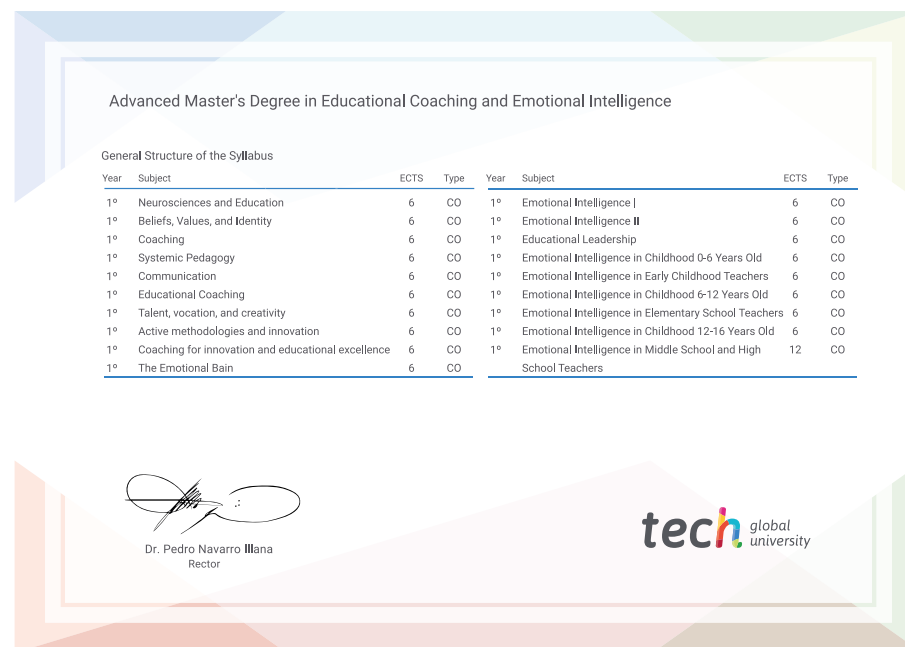 Advanced Master's Degree in Educational Coaching and Emotional Intelligence
General Structure of the Syllabus
Year Subject ECTS Type
1º Neurosciences and Education 6 CO
1º Beliefs, Values, and Identity 6 CO
1º Coaching 6 CO
1º Systemic Pedagogy 6 CO
1º Communication 6 CO
1º Educational Coaching 6 CO
1º Talent, vocation, and creativity 6 CO
1º Active methodologies and innovation 6 CO
1º Coaching for innovation and educational excellence 6 CO
1º The Emotional Bain 6 CO
Year Subject ECTS Type
1º Emotional Intelligence I 6 CO
1º Emotional Intelligence II 6 CO
1º Educational Leadership 6 CO
1º Emotional Intelligence in Childhood 0-6 Years Old 6 CO
1º Emotional Intelligence in Early Childhood Teachers 6 CO
1º Emotional Intelligence in Childhood 6-12 Years Old 6 CO
1º Emotional Intelligence in Elementary School Teachers 6 CO
1º Emotional Intelligence in Childhood 12-16 Years Old 6 CO
1º Emotional Intelligence in Middle School and High 12 CO
School Teachers
Dr. Pedro Navarro Illana
Rector
tech global
university